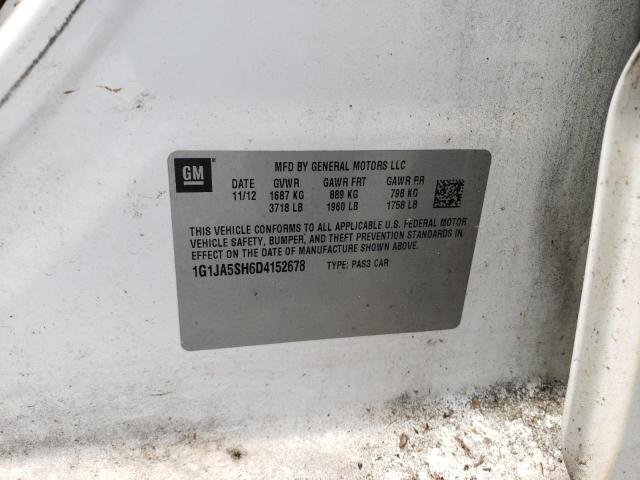 GM
MFD BY GENERAL MOTORS LLC
DATE GVWR GAWR FRT GAWR RR
11/12 1687 KG 889 KG 798 KG
3718 LB 1960 LB 1758 LB
THIS VEHICLE CONFORMS TO ALL APPLICABLE U.S. FEDERAL MOTOR
VEHICLE SAFETY, BUMPER, AND THEFT PREVENTION STANDARDS IN
EFFECT ON THE DATE OF MANUFACTURE SHOWN ABOVE.
1G1JA5SH6D4152678 TYPE: PASS CAR